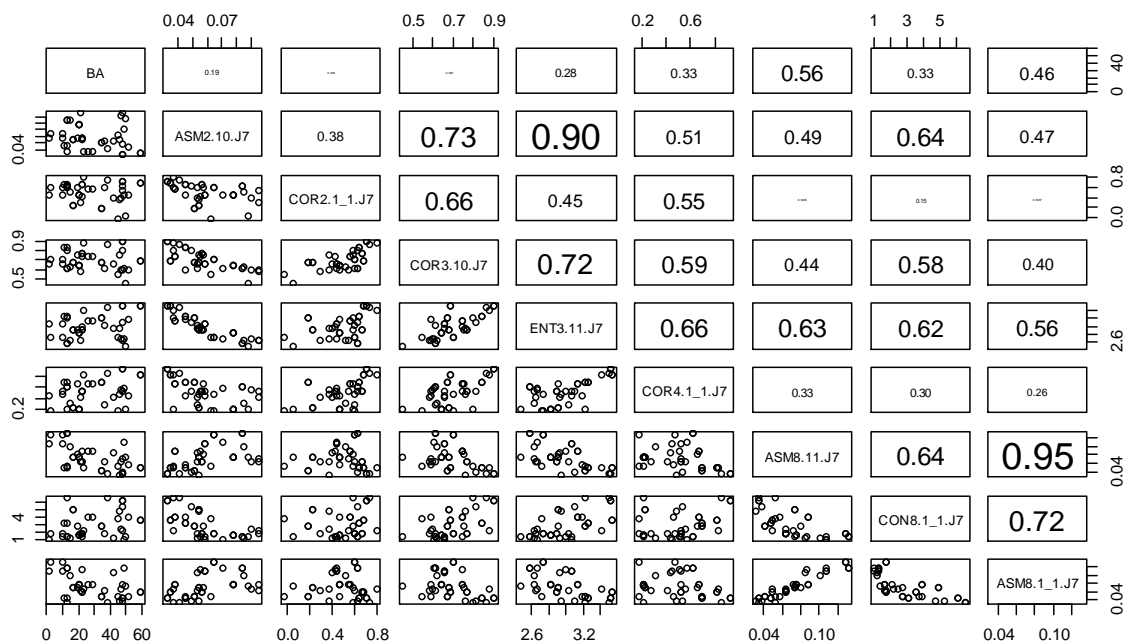 0.04 0.07 0.5 0.7 0.9 0.2 0.6 1 3 5
BA 0.19 0.28 0.33 0.56 0.33 0.46 0 40
0.04 ASM2.10.J7 0.38 0.73 0.90 0.51 0.49 0.64 0.47
COR2.1_1.J7 0.66 0.45 0.55 0.15 0.0 0.8
0.5 0.9 COR3.10.J7 0.72 0.59 0.44 0.58 0.40
ENT3.11.J7 0.66 0.63 0.62 0.56 2.6
0.2 COR4.1_1.J7 0.33 0.30 0.26
ASM8.11.J7 0.64 0.95 0.04
1 4 CON8.1_1.J7 0.72
ASM8.1_1.J7 0.04
0 20 40 60 0.0 0.4 0.8 2.6 3.2 0.04 0.10 0.04 0.10